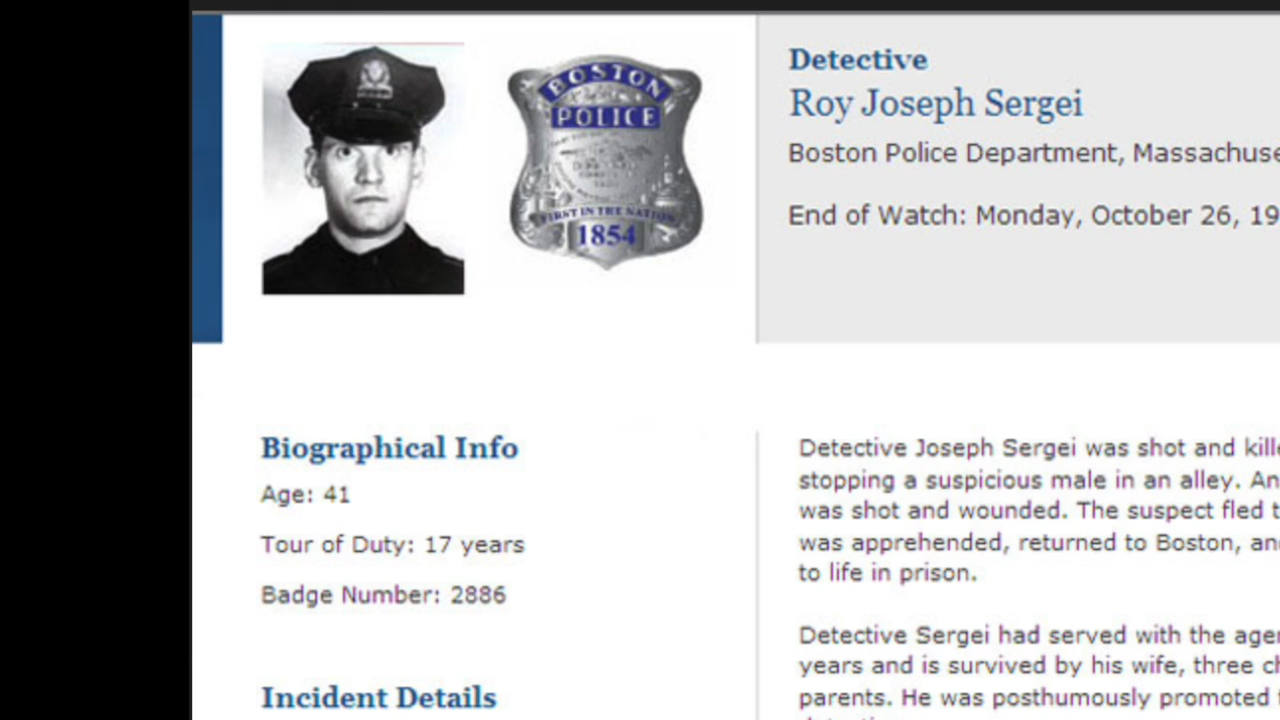 BOSTON
POLICE
FIRST IN THE NATION
1854
Detective
Roy Joseph Sergei
Boston Police Department, Massachuse
End of Watch: Monday, October 26, 19
Biographical Info
Age: 41
Tour of Duty: 17 years
Badge Number: 2886
Incident Details
Detective Joseph Sergei was shot and kille
stopping a suspicious male in an alley. An
was shot and wounded. The suspect fled t
was apprehended, returned to Boston, and
to life in prison.
Detective Sergei had served with the agen
years and is survived by his wife, three ch
parents. He was posthumously promoted